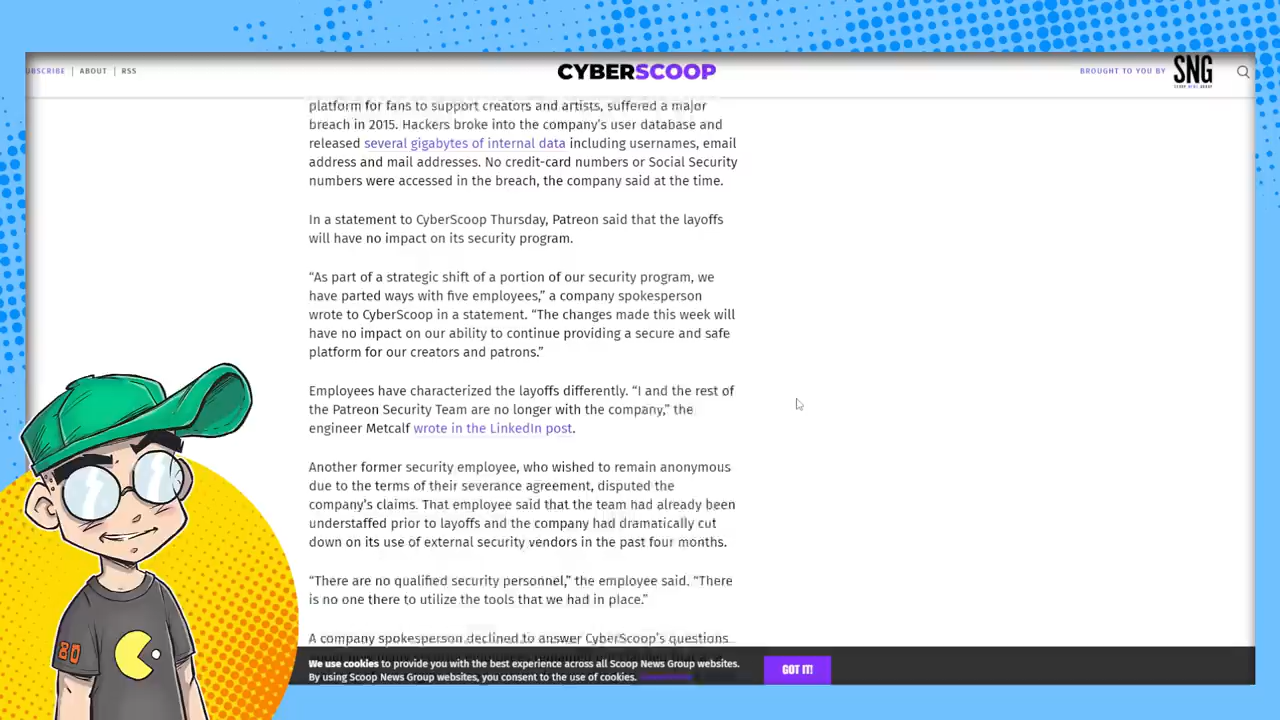 UBSCRIBE | ABOUT | RSS
CYBERSCOOP
BROUGHT TO YOU BY SNG
platform for fans to support creators and artists, suffered a major
breach in 2015. Hackers broke into the company's user database and
released several gigabytes of internal data including usernames, email
address and mail addresses. No credit-card numbers or Social Security
numbers were accessed in the breach, the company said at the time.
In a statement to CyberScoop Thursday, Patreon said that the layoffs
will have no impact on its security program.
“As part of a strategic shift of a portion of our security program, we
have parted ways with five employees,” a company spokesperson
wrote to CyberScoop in a statement. “The changes made this week will
have no impact on our ability to continue providing a secure and safe
platform for our creators and patrons.”
Employees have characterized the layoffs differently. “I and the rest of
the Patreon Security Team are no longer with the company,” the
engineer Metcalf wrote in the LinkedIn post.
Another former security employee, who wished to remain anonymous
due to the terms of their severance agreement, disputed the
company's claims. That employee said that the team had already been
understaffed prior to layoffs and the company had dramatically cut
down on its use of external security vendors in the past four months.
“There are no qualified security personnel,” the employee said. “There
is no one there to utilize the tools that we had in place.”
A company spokesperson declined to answer CyberScoop's questions
We use cookies to provide you with the best experience across all Scoop News Group websites.
By using Scoop News Group websites, you consent to the use of cookies.
GOT IT!
80